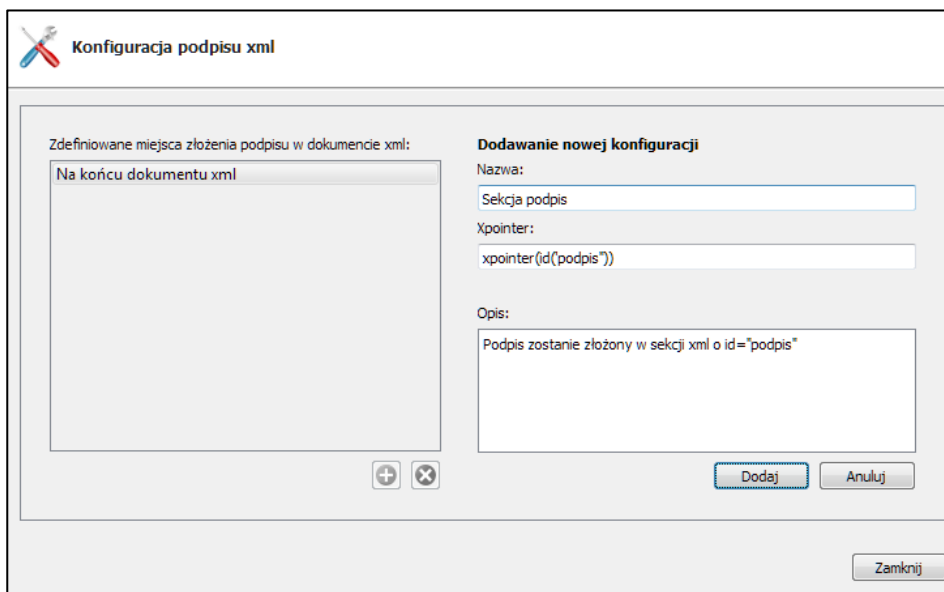 Konfiguracja podpisu xml
Zdefiniowane miejsca złożenia podpisu w dokumencie xml:
Na końcu dokumentu xml
Dodawanie nowej konfiguracji
Nazwa:
Sekcja podpis
Xpointer:
xpointer(id('podpis"))
Opis:
Podpis zostanie złożony w sekcji xml o id="podpis"
Dodaj
Anuluj
Zamknij